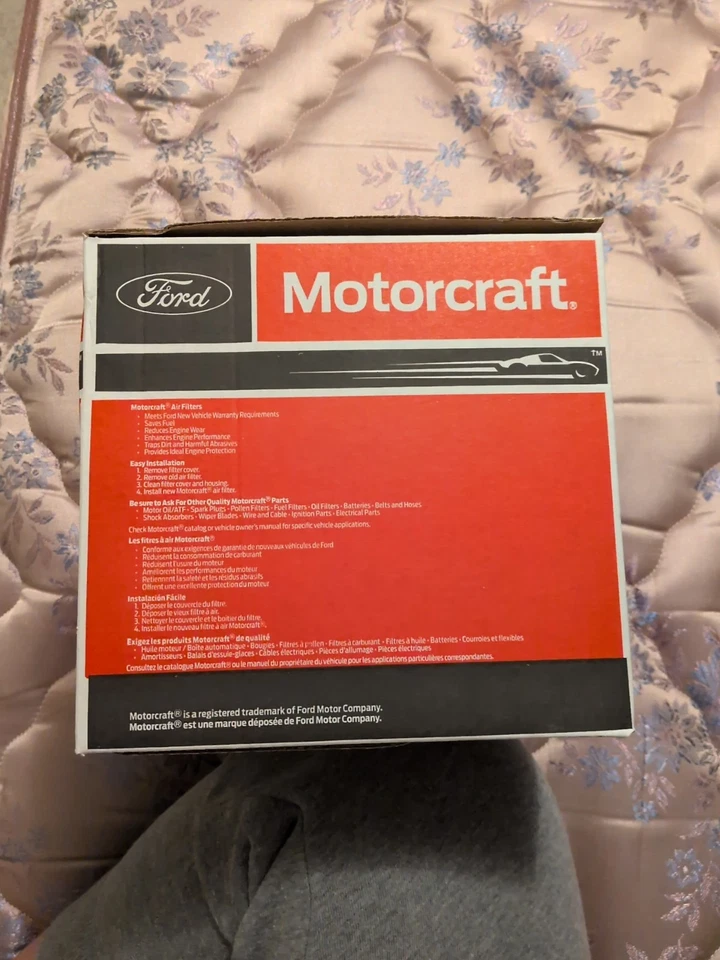 Ford
Motorcraft®
TM
Motorcraft® Air Filters
• Meets Ford New Vehicle Warranty Requirements
• Saves Fuel
• Reduces Engine Wear
• Enhances Engine Performance
• Traps Dirt and Harmful Abrasives
• Provides Ideal Engine Protection
Easy Installation
1. Remove filter cover.
2. Remove old air filter.
3. Clean filter cover and housing.
4. Install new Motorcraft® air filter.
Be sure to Ask For Other Quality Motorcraft® Parts
• Motor Oil/ATF • Spark Plugs • Pollen Filters • Fuel Filters • Oil Filters • Batteries • Belts and Hoses
• Shock Absorbers • Wiper Blades • Wire and Cable • Ignition Parts • Electrical Parts
Check Motorcraft® catalog or vehicle owner's manual for specific vehicle applications.
Les filtres à air Motorcraft®
• Conforme aux exigences de garantie de nouveaux véhicules de Ford
• Réduisent la consommation de carburant
• Réduisent l'usure du moteur
• Améliorent les performances du moteur
• Retiennent la saleté et les résidus abrasifs
• Offrent une excellente protection du moteur
Instalación Fácile
1. Déposer le couvercle du filtre.
2. Déposer le vieux filtre à air.
3. Nettoyer le couvercle et le boîtier du filtre.
4. Installer le nouveau filtre à air Motorcraft®.
Exigez les produits Motorcraft® de qualité
• Huile moteur / Boîte automatique • Bougies • Filtres à pollen • Filtres à carburant • Filtres à huile • Batteries • Courroies et flexibles
• Amortisseurs • Balais d'essuie-glaces • Câbles électriques • Pièces d'allumage • Pièces électriques
Consultez le catalogue Motorcraft® ou le manuel du propriétaire du véhicule pour les applications particulières correspondantes.
Motorcraft® is a registered trademark of Ford Motor Company.
Motorcraft® est une marque déposée de Ford Motor Company.